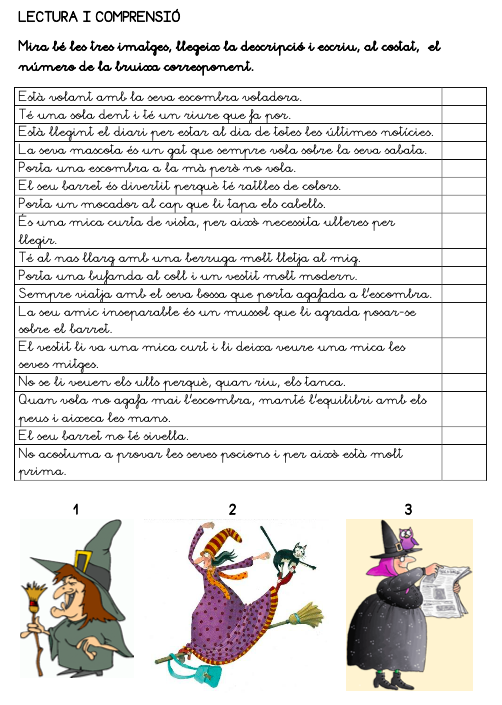 LECTURA I COMPRENSIÓ
Mira bé les tres imatges, llegeix la descripció i escriu, al costat, el
número de la bruixa corresponent.
Està volant amb la seva escombra voladora.
Té una sola dent i té un riure que fa por.
Està llegint el diari per estar al dia de totes les últimes notícies.
La seva mascota és un gat que sempre vola sobre la seva sabata.
Porta una escombra a la mà però no vola.
El seu barret és divertit perquè té ratlles de colors.
Porta un mocador al cap que li tapa els cabells.
És una mica curta de vista, per això necessita ulleres per
llegir.
Té al nas llarg amb una berruga molt lletja al mig.
Porta una bufanda al coll i un vestit molt modern.
Sempre viatja amb el seva bossa que porta agafada a l'escombra.
La seu amic inseparable és un mussol que li agrada posar-se
sobre el barret.
El vestit li va una mica curt i li deixa veure una mica les
seves mitges.
No se li veuen els ulls perquè, quan riu, els tanca.
Quan vola no agafa mai l'escombra, manté l'equilibri amb els
peus i aixeca les mans.
El seu barret no té sivella.
No acostuma a provar les seves pocions i per això està molt
prima.
1 2 3